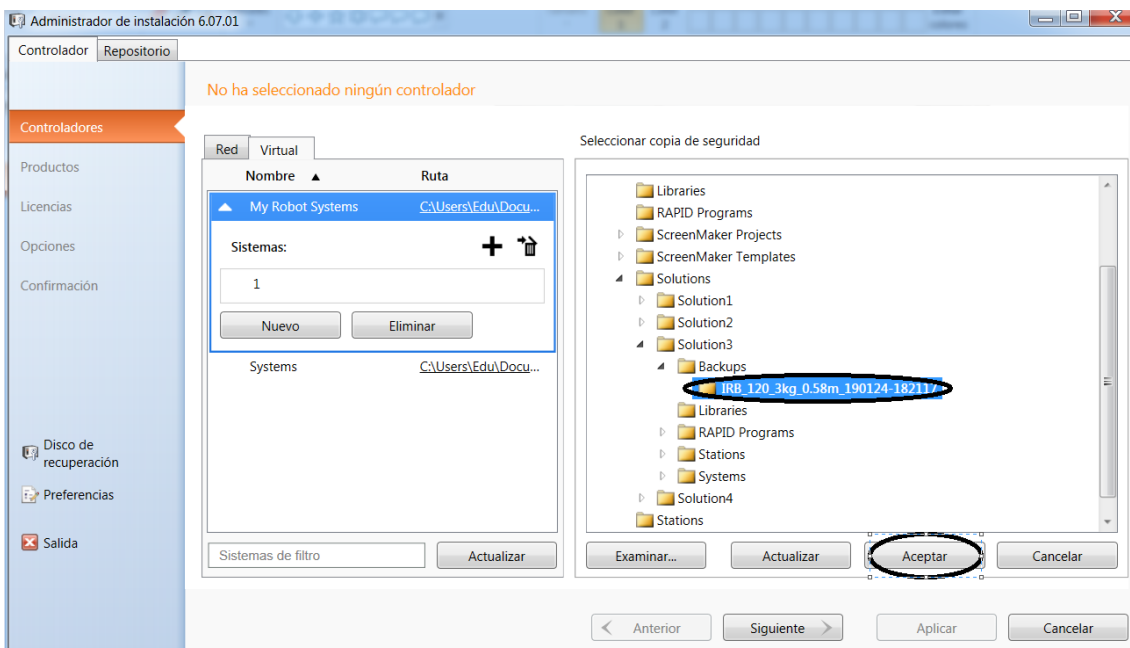 Administrador de instalación 6.07.01
Controlador Repositorio
No ha seleccionado ningún controlador
Controladores
Productos
Licencias
Opciones
Confirmación
Disco de
recuperación
Preferencias
Salida
Red Virtual
Nombre Ruta
My Robot Systems C:\Users\Edu\Docu...
Sistemas:
1
Nuevo Eliminar
Systems C:\Users\Edu\Docu...
Sistemas de filtro Actualizar
Seleccionar copia de seguridad
Libraries
RAPID Programs
ScreenMaker Projects
ScreenMaker Templates
Solutions
Solution1
Solution2
Solution3
Backups
IRB_120_3kg_0.58m_190124-182117
Libraries
RAPID Programs
Stations
Systems
Solution4
Stations
Examinar... Actualizar Aceptar Cancelar
Anterior Siguiente Aplicar Cancelar